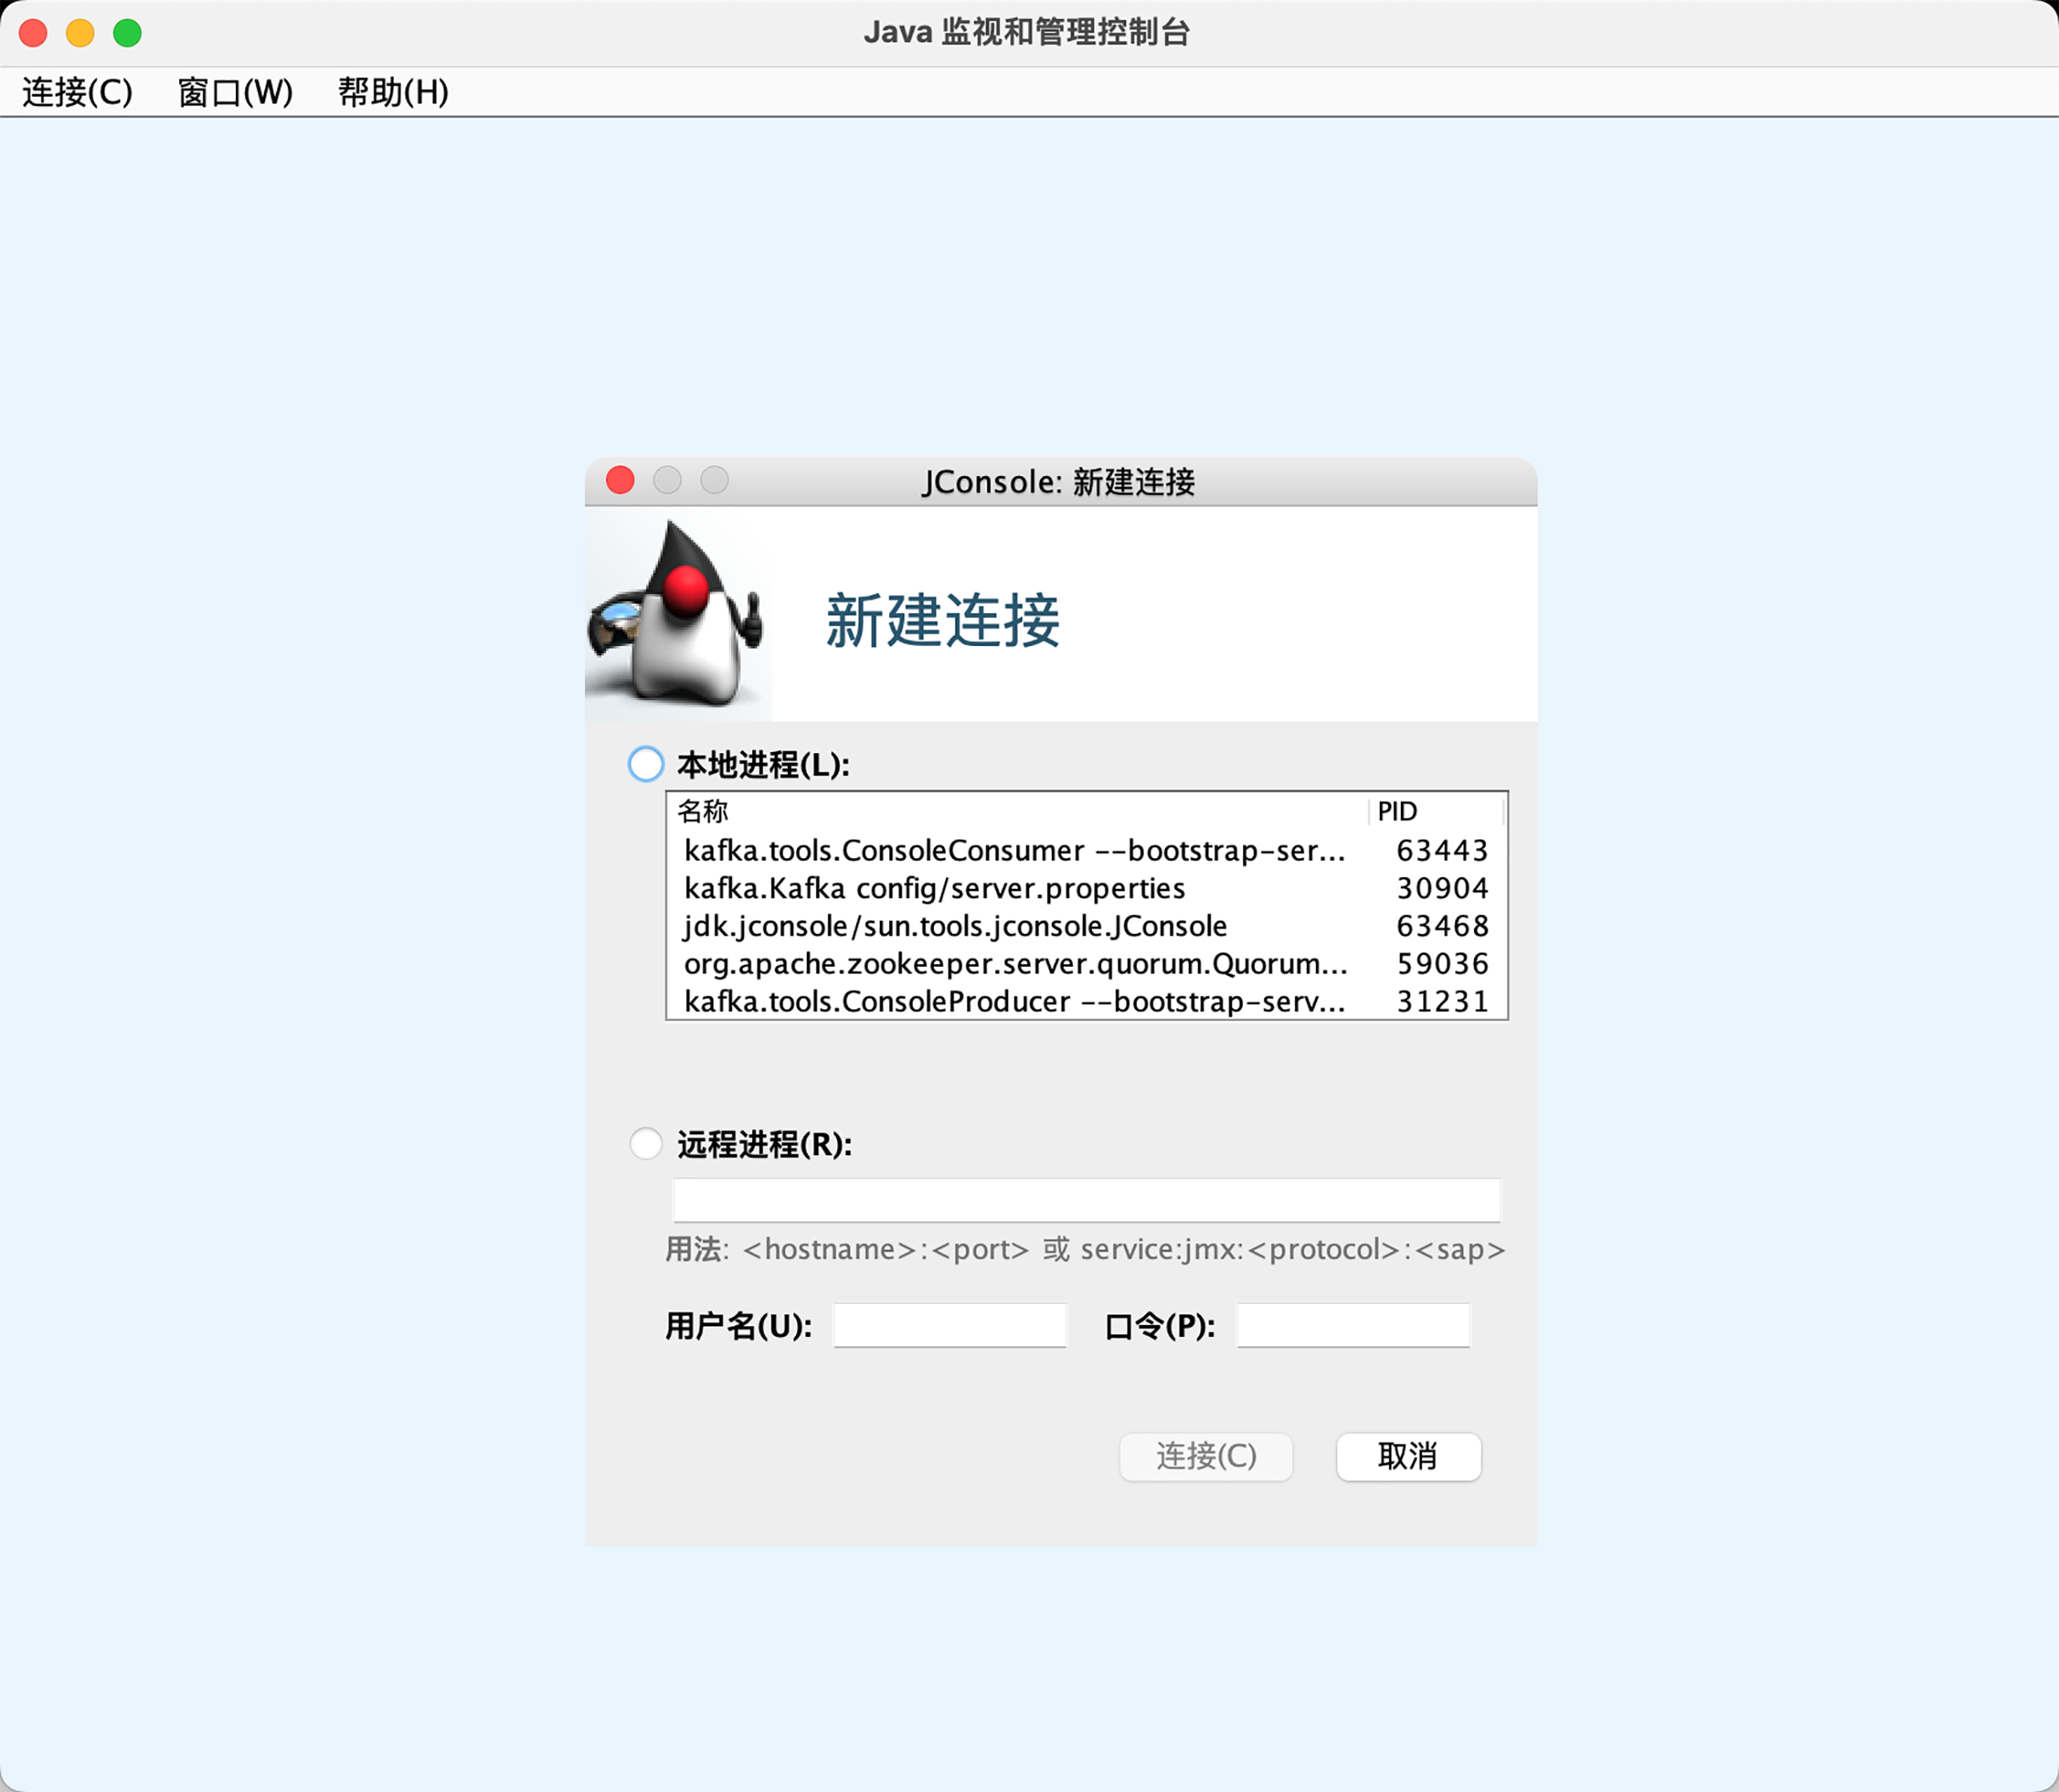 Java 监视和管理控制台
连接(C) 窗口(W) 帮助(H)
JConsole: 新建连接
新建连接
本地进程(L):
名称 PID
kafka.tools.ConsoleConsumer --bootstrap-ser... 63443
kafka.Kafka config/server.properties 30904
jdk.jconsole/sun.tools.jconsole.JConsole 63468
org.apache.zookeeper.server.quorum.Quorum... 59036
kafka.tools.ConsoleProducer --bootstrap-serv... 31231
远程进程(R):
用法: <hostname>:<port> 或 service:jmx:<protocol>:<sap>
用户名(U): 口令(P):
连接(C) 取消